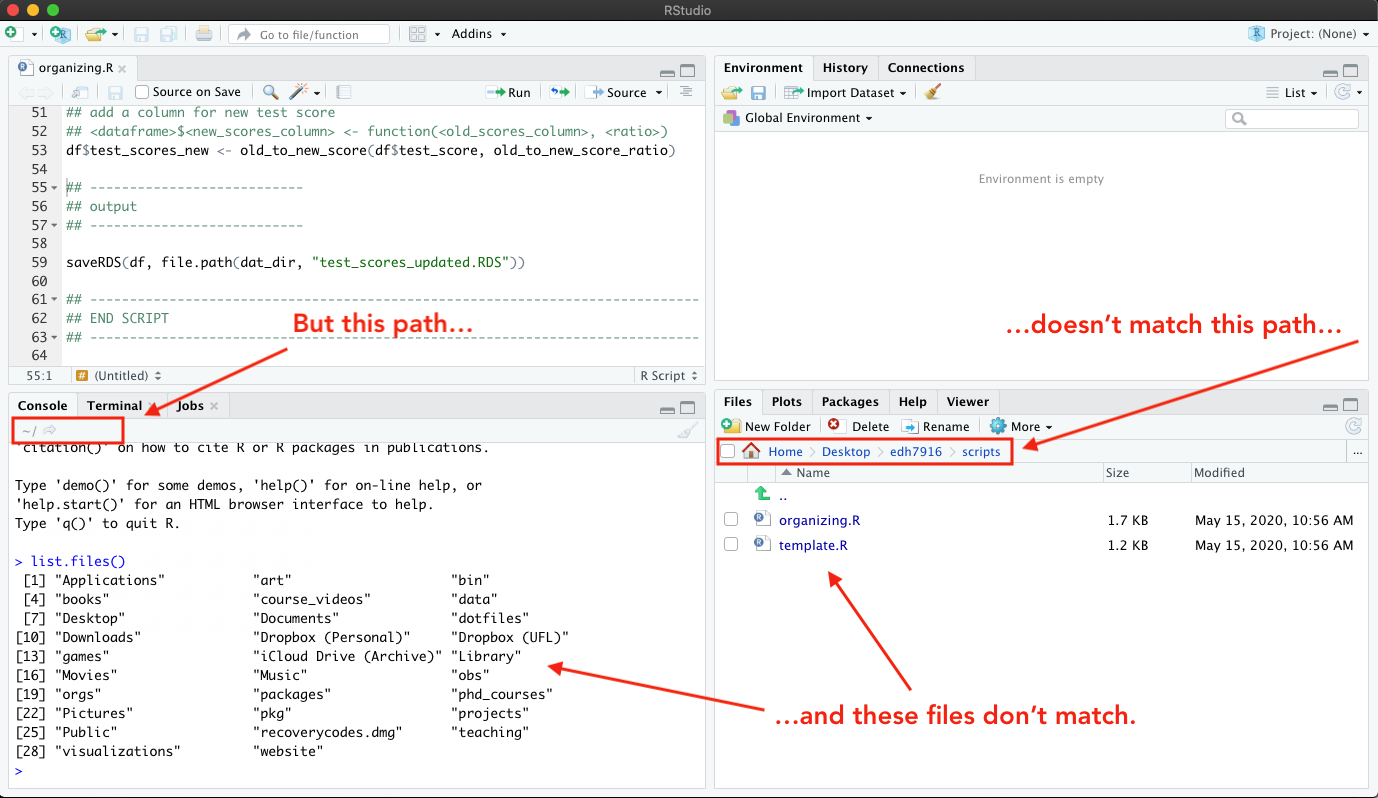 RStudio
Go to file/function
Addins
Project: (None)
organizing.R
Source on Save
Run
Source
51 ## add a column for new test score
52 ## <dataframe>$<new_scores_column> <- function(<old_scores_column>, <ratio>)
53 df$test_scores_new <- old_to_new_score(df$test_score, old_to_new_score_ratio)
54
55 ## ---------------------------
56 ## output
57 ## ---------------------------
58
59 saveRDS(df, file.path(dat_dir, "test_scores_updated.RDS"))
60
61 ## -----------------------------------------------------------------------------
62 ## END SCRIPT
63 ## -----------------------------------------------------------------------------
64
But this path...
55:1 # (Untitled) R Script
Console Terminal Jobs
~/
'citation()' on how to cite R or R packages in publications.
Type 'demo()' for some demos, 'help()' for on-line help, or
'help.start()' for an HTML browser interface to help.
Type 'q()' to quit R.
> list.files()
[1] "Applications" "art" "bin"
[4] "books" "course_videos" "data"
[7] "Desktop" "Documents" "dotfiles"
[10] "Downloads" "Dropbox (Personal)" "Dropbox (UFL)"
[13] "games" "iCloud Drive (Archive)" "Library"
[16] "Movies" "Music" "obs"
[19] "orgs" "packages" "phd_courses"
[22] "Pictures" "pkg" "projects"
[25] "Public" "recoverycodes.dmg" "teaching"
[28] "visualizations" "website"
>
Environment History Connections
Import Dataset
List
Global Environment
Environment is empty
...doesn't match this path...
Files Plots Packages Help Viewer
New Folder Delete Rename More
Home Desktop edh7916 scripts
...
Name Size Modified
..
organizing.R 1.7 KB May 15, 2020, 10:56 AM
template.R 1.2 KB May 15, 2020, 10:56 AM
...and these files don't match.